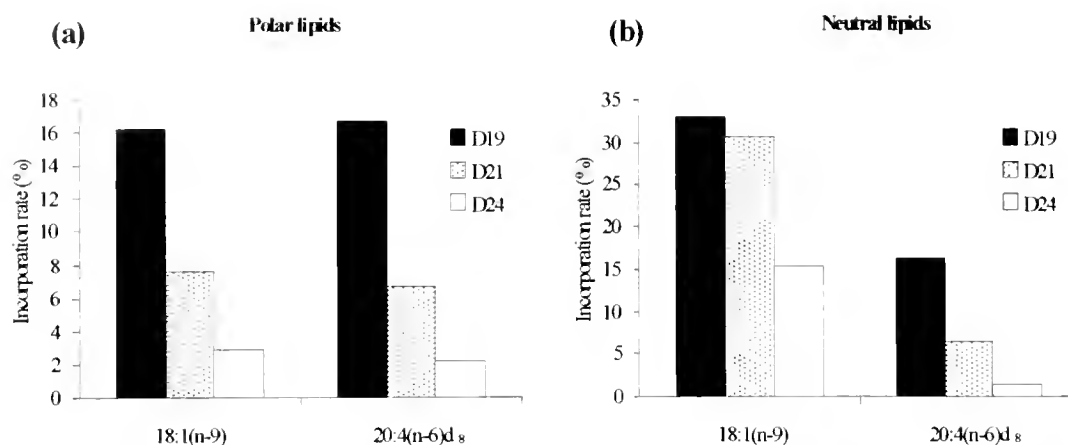 (a) Polar lipids
18
16
14
12
10
8
6
4
2
0
Incorporation rate (%)
D19
D21
D24
18:1(n-9)
20:4(n-6)d8
(b) Neutral lipids
35
30
25
20
15
10
5
0
Incorporation rate (%)
D19
D21
D24
18:1(n-9)
20:4(n-6)d8